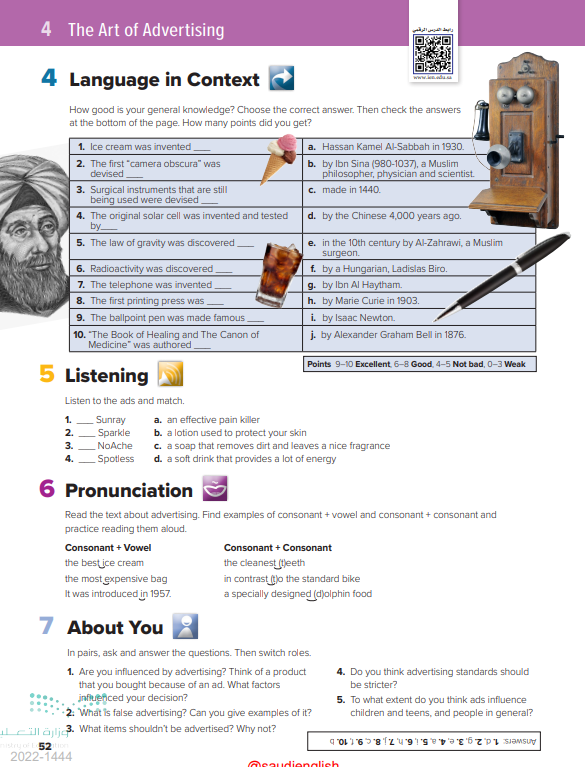 4 The Art of Advertising
رابط الدرس الرقمي
www.ien.edu.sa
4 Language in Context
How good is your general knowledge? Choose the correct answer. Then check the answers
at the bottom of the page. How many points did you get?
1. Ice cream was invented ___
a. Hassan Kamel Al-Sabbah in 1930.
2. The first “camera obscura” was
devised ___
b. by Ibn Sina (980-1037), a Muslim
philosopher, physician and scientist.
3. Surgical instruments that are still
being used were devised ___
c. made in 1440.
4. The original solar cell was invented and tested
by___
d. by the Chinese 4,000 years ago.
5. The law of gravity was discovered ___
e. in the 10th century by Al-Zahrawi, a Muslim
surgeon.
6. Radioactivity was discovered ___
f. by a Hungarian, Ladislas Biro.
7. The telephone was invented ___
g. by Ibn Al Haytham.
8. The first printing press was ___
h. by Marie Curie in 1903.
9. The ballpoint pen was made famous ___
i. by Isaac Newton.
10. “The Book of Healing and The Canon of
Medicine” was authored ___
j. by Alexander Graham Bell in 1876.
Points 9–10 Excellent, 6–8 Good, 4–5 Not bad, 0–3 Weak
5 Listening
Listen to the ads and match.
1. ___ Sunray a. an effective pain killer
2. ___ Sparkle b. a lotion used to protect your skin
3. ___ NoAche c. a soap that removes dirt and leaves a nice fragrance
4. ___ Spotless d. a soft drink that provides a lot of energy
6 Pronunciation
Read the text about advertising. Find examples of consonant + vowel and consonant + consonant and
practice reading them aloud.
Consonant + Vowel Consonant + Consonant
the best ice cream the cleanest (t)eeth
the most expensive bag in contrast (t)o the standard bike
It was introduced in 1957. a specially designed (d)olphin food
7 About You
In pairs, ask and answer the questions. Then switch roles.
1. Are you influenced by advertising? Think of a product
that you bought because of an ad. What factors
influenced your decision?
2. What is false advertising? Can you give examples of it?
3. What items shouldn’t be advertised? Why not?
4. Do you think advertising standards should
be stricter?
5. To what extent do you think ads influence
children and teens, and people in general?
Answers: 1. d, 2. g, 3. e, 4. a, 5. i, 6. h, 7. j, 8. c, 9. f, 10. b
52
2022-1444
@saudienglish